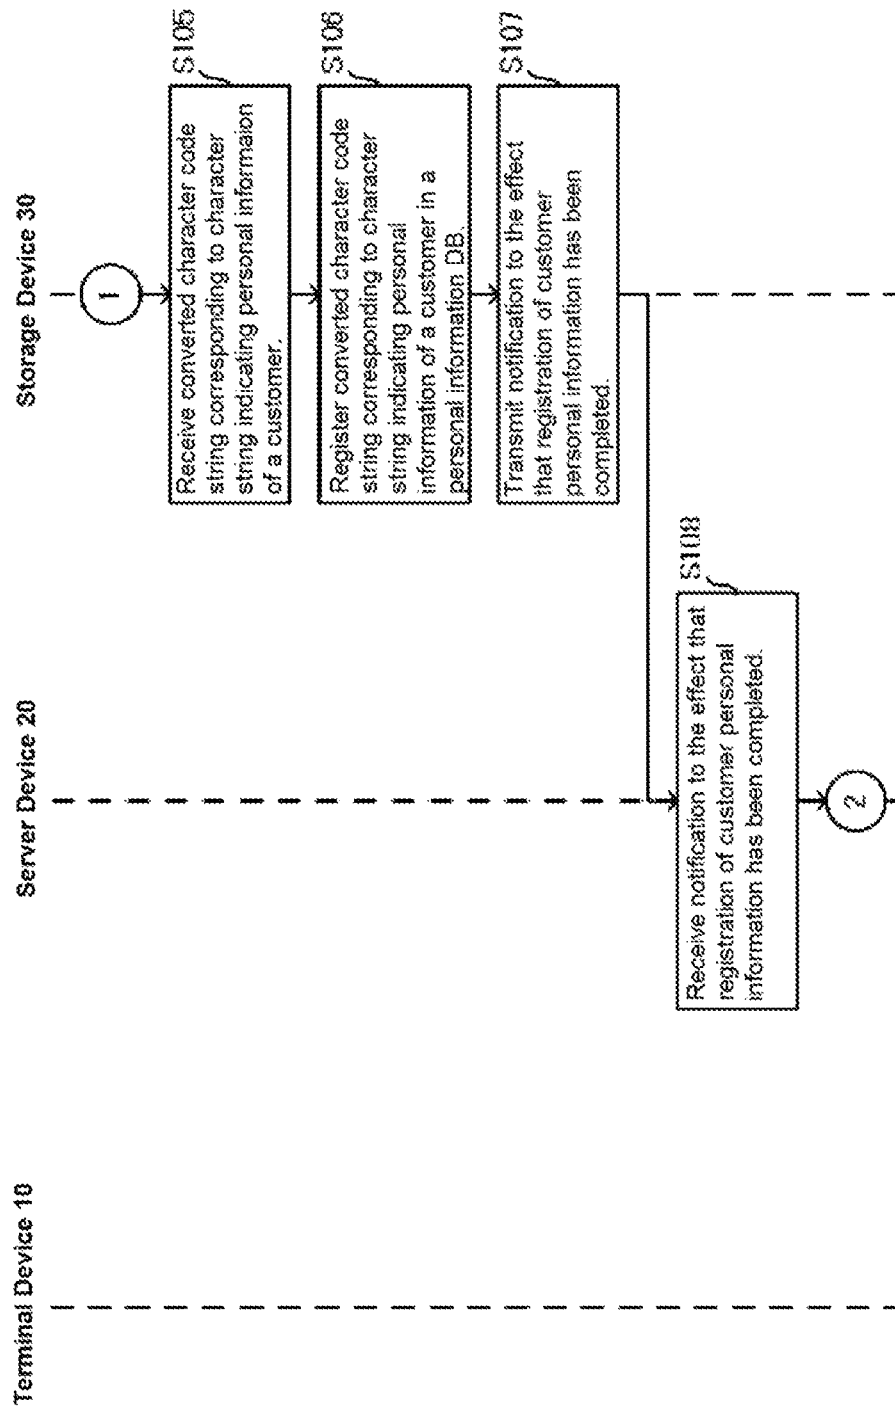 Terminal Device 10
Server Device 20
Storage Device 30
1
S105
Receive converted character code
string corresponding to character
string indicating personal informaion
of a customer.
S106
Register converted character code
string corresponding to character
string indicating personal
information of a customer in a
personal information DB.
S107
Transmit notification to the effect
that registration of customer
personal information has been
completed.
S108
Receive notification to the effect that
registration of customer personal
information has been completed.
2